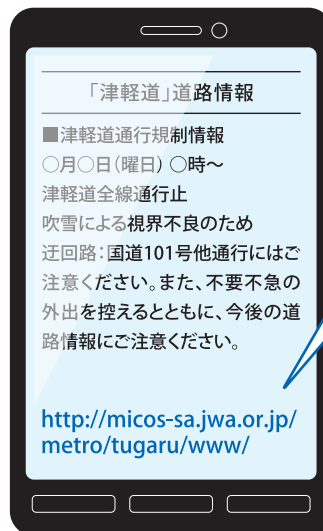 「津軽道」道路情報
■津軽道通行規制情報
○月○日(曜日) ○時〜
津軽道全線通行止
吹雪による視界不良のため
迂回路:国道101号他通行にはご
注意ください。また、不要不急の
外出を控えるとともに、今後の道
路情報にご注意ください。
http://micos-sa.jwa.or.jp/
metro/tugaru/www/